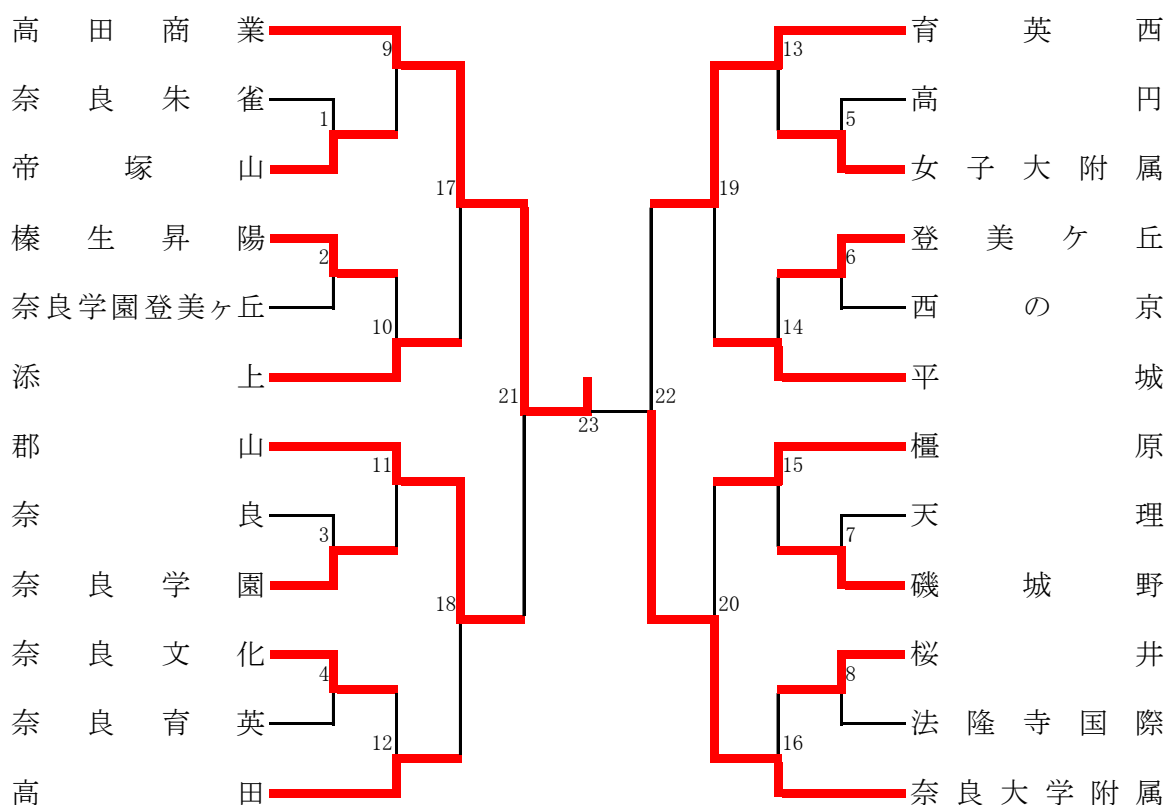 高田商業
9
奈良朱雀
1
帝塚山
17
榛生昇陽
2
奈良学園登美ヶ丘
10
添上
21
郡山
11
奈良
3
奈良学園
18
奈良文化
4
奈良育英
12
高田
23
育英西
13
高円
5
女子大附属
19
登美ケ丘
6
西の京
14
平城
22
橿原
15
天理
7
磯城野
20
桜井
8
法隆寺国際
16
奈良大学附属